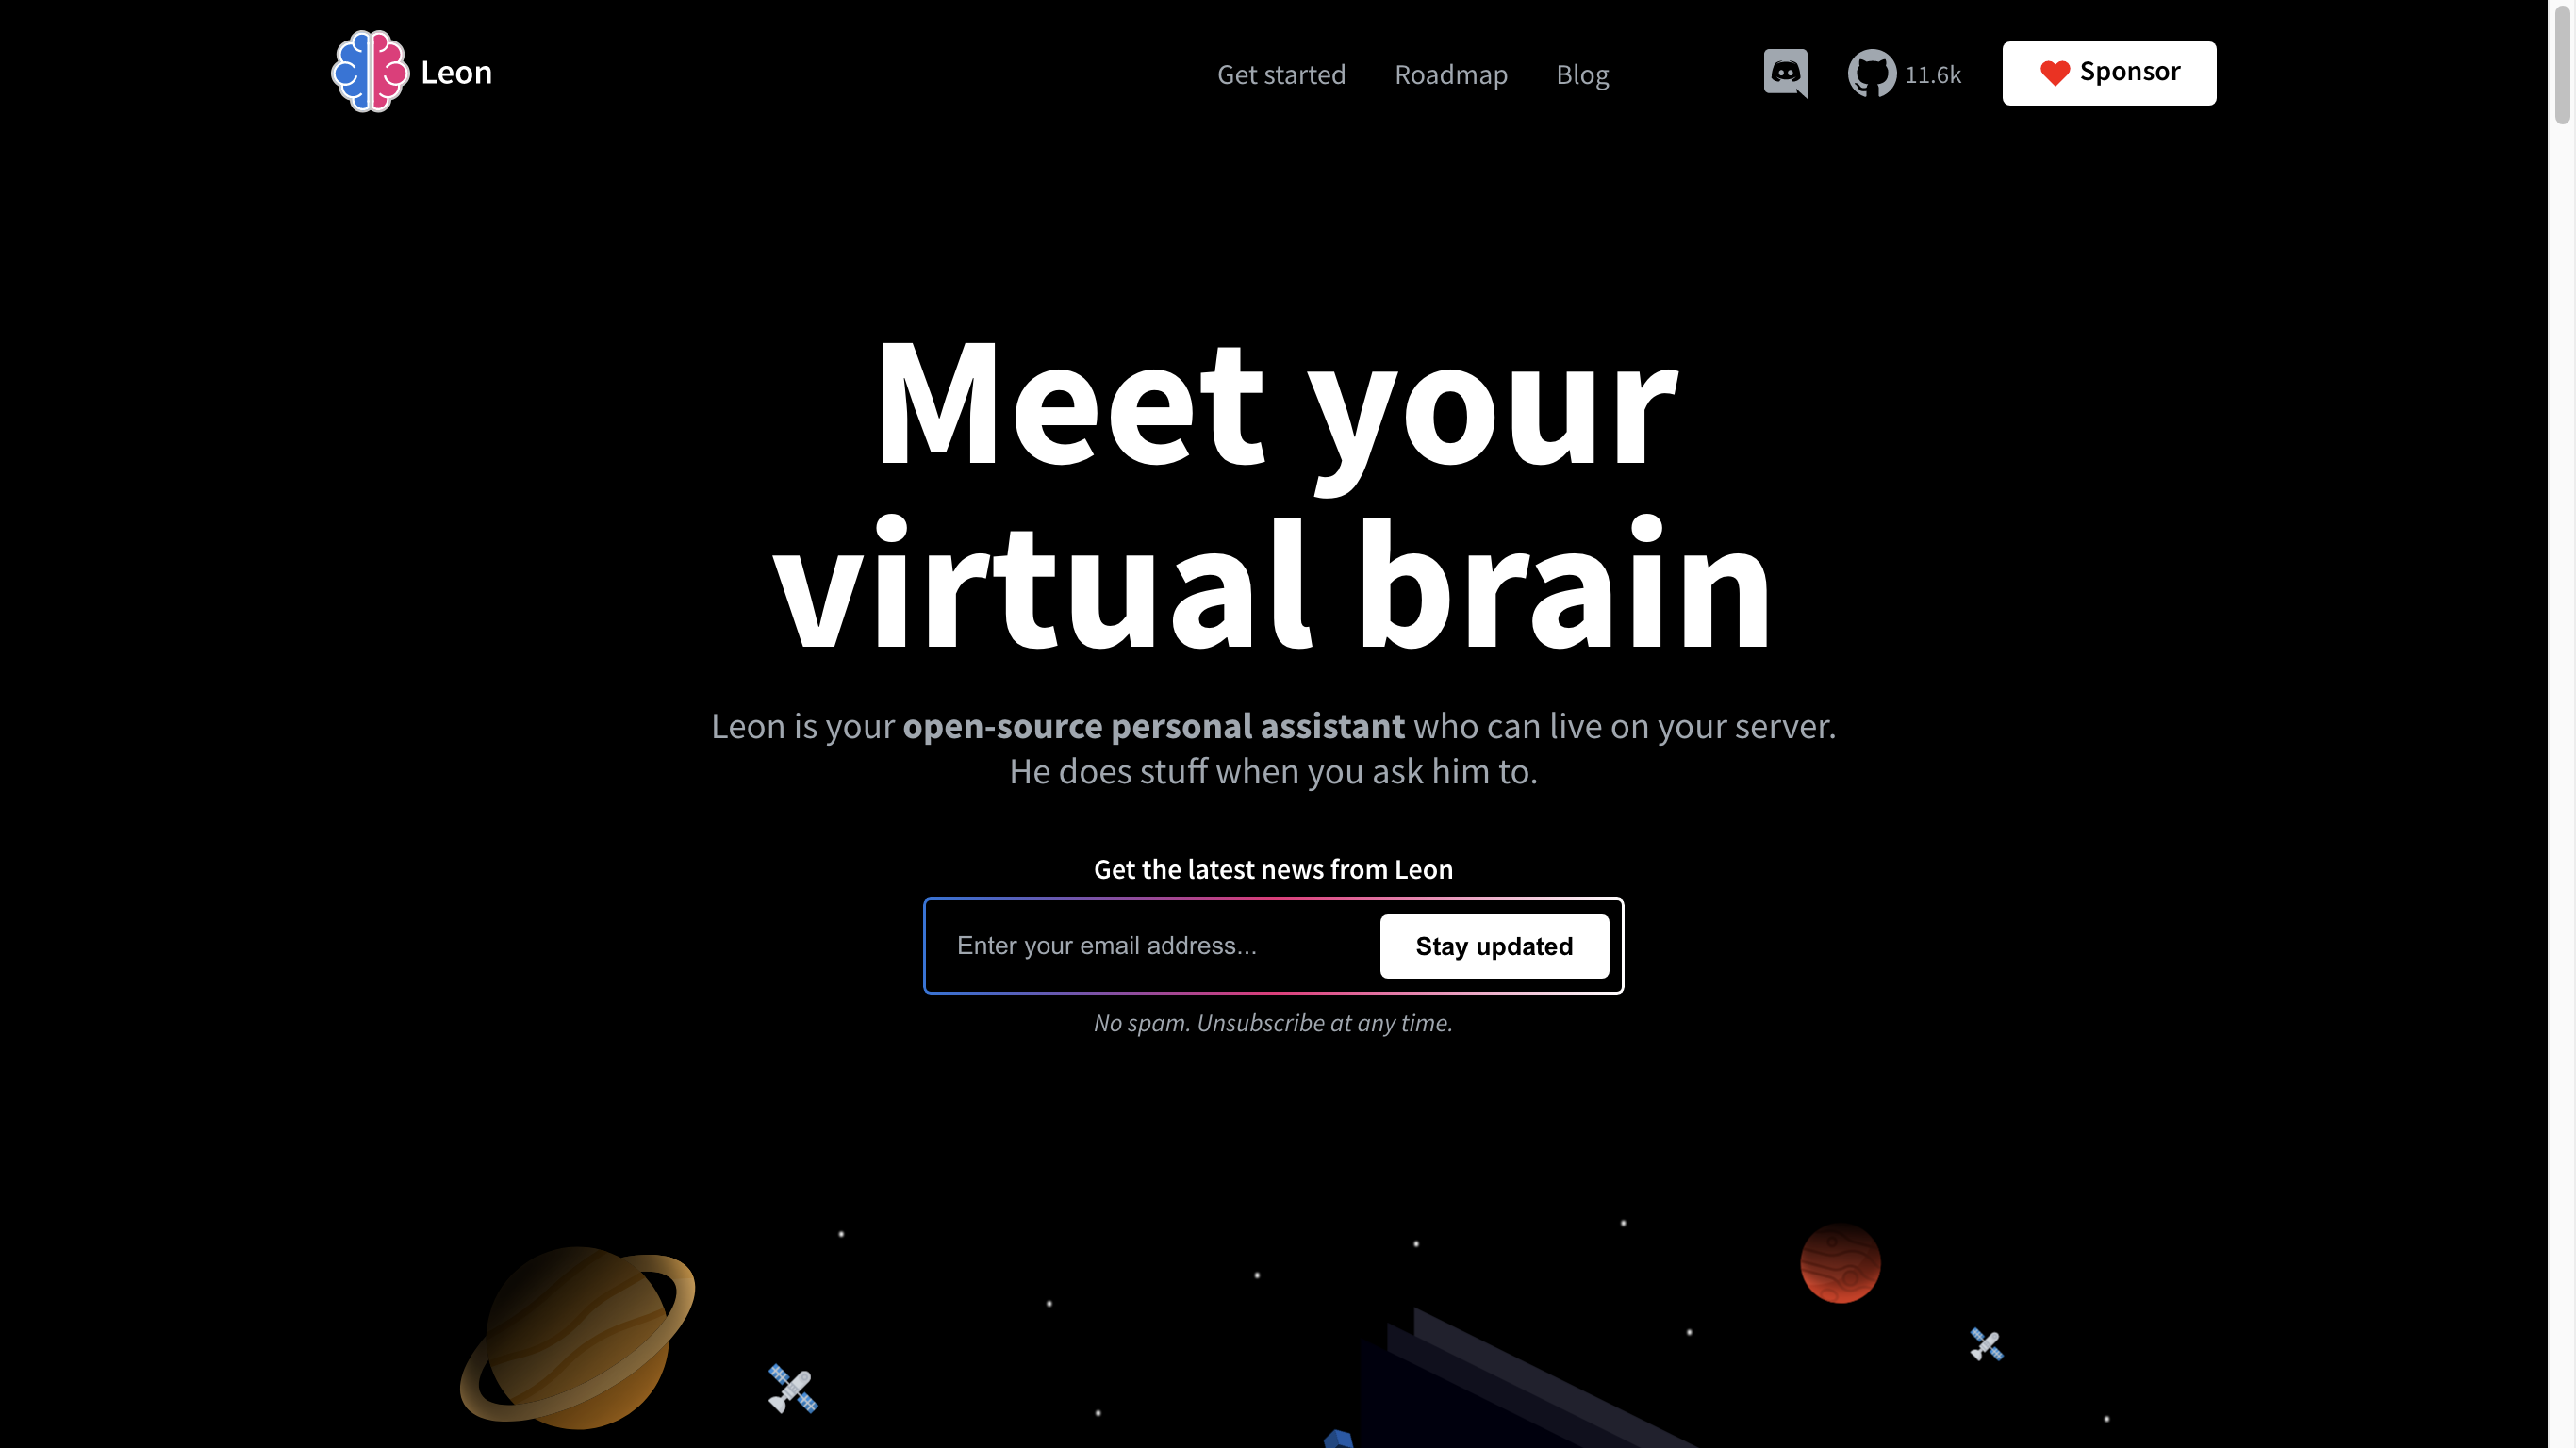 Leon
Get started Roadmap Blog 11.6k Sponsor
Meet your
virtual brain
Leon is your open-source personal assistant who can live on your server.
He does stuff when you ask him to.
Get the latest news from Leon
Enter your email address... Stay updated
No spam. Unsubscribe at any time.